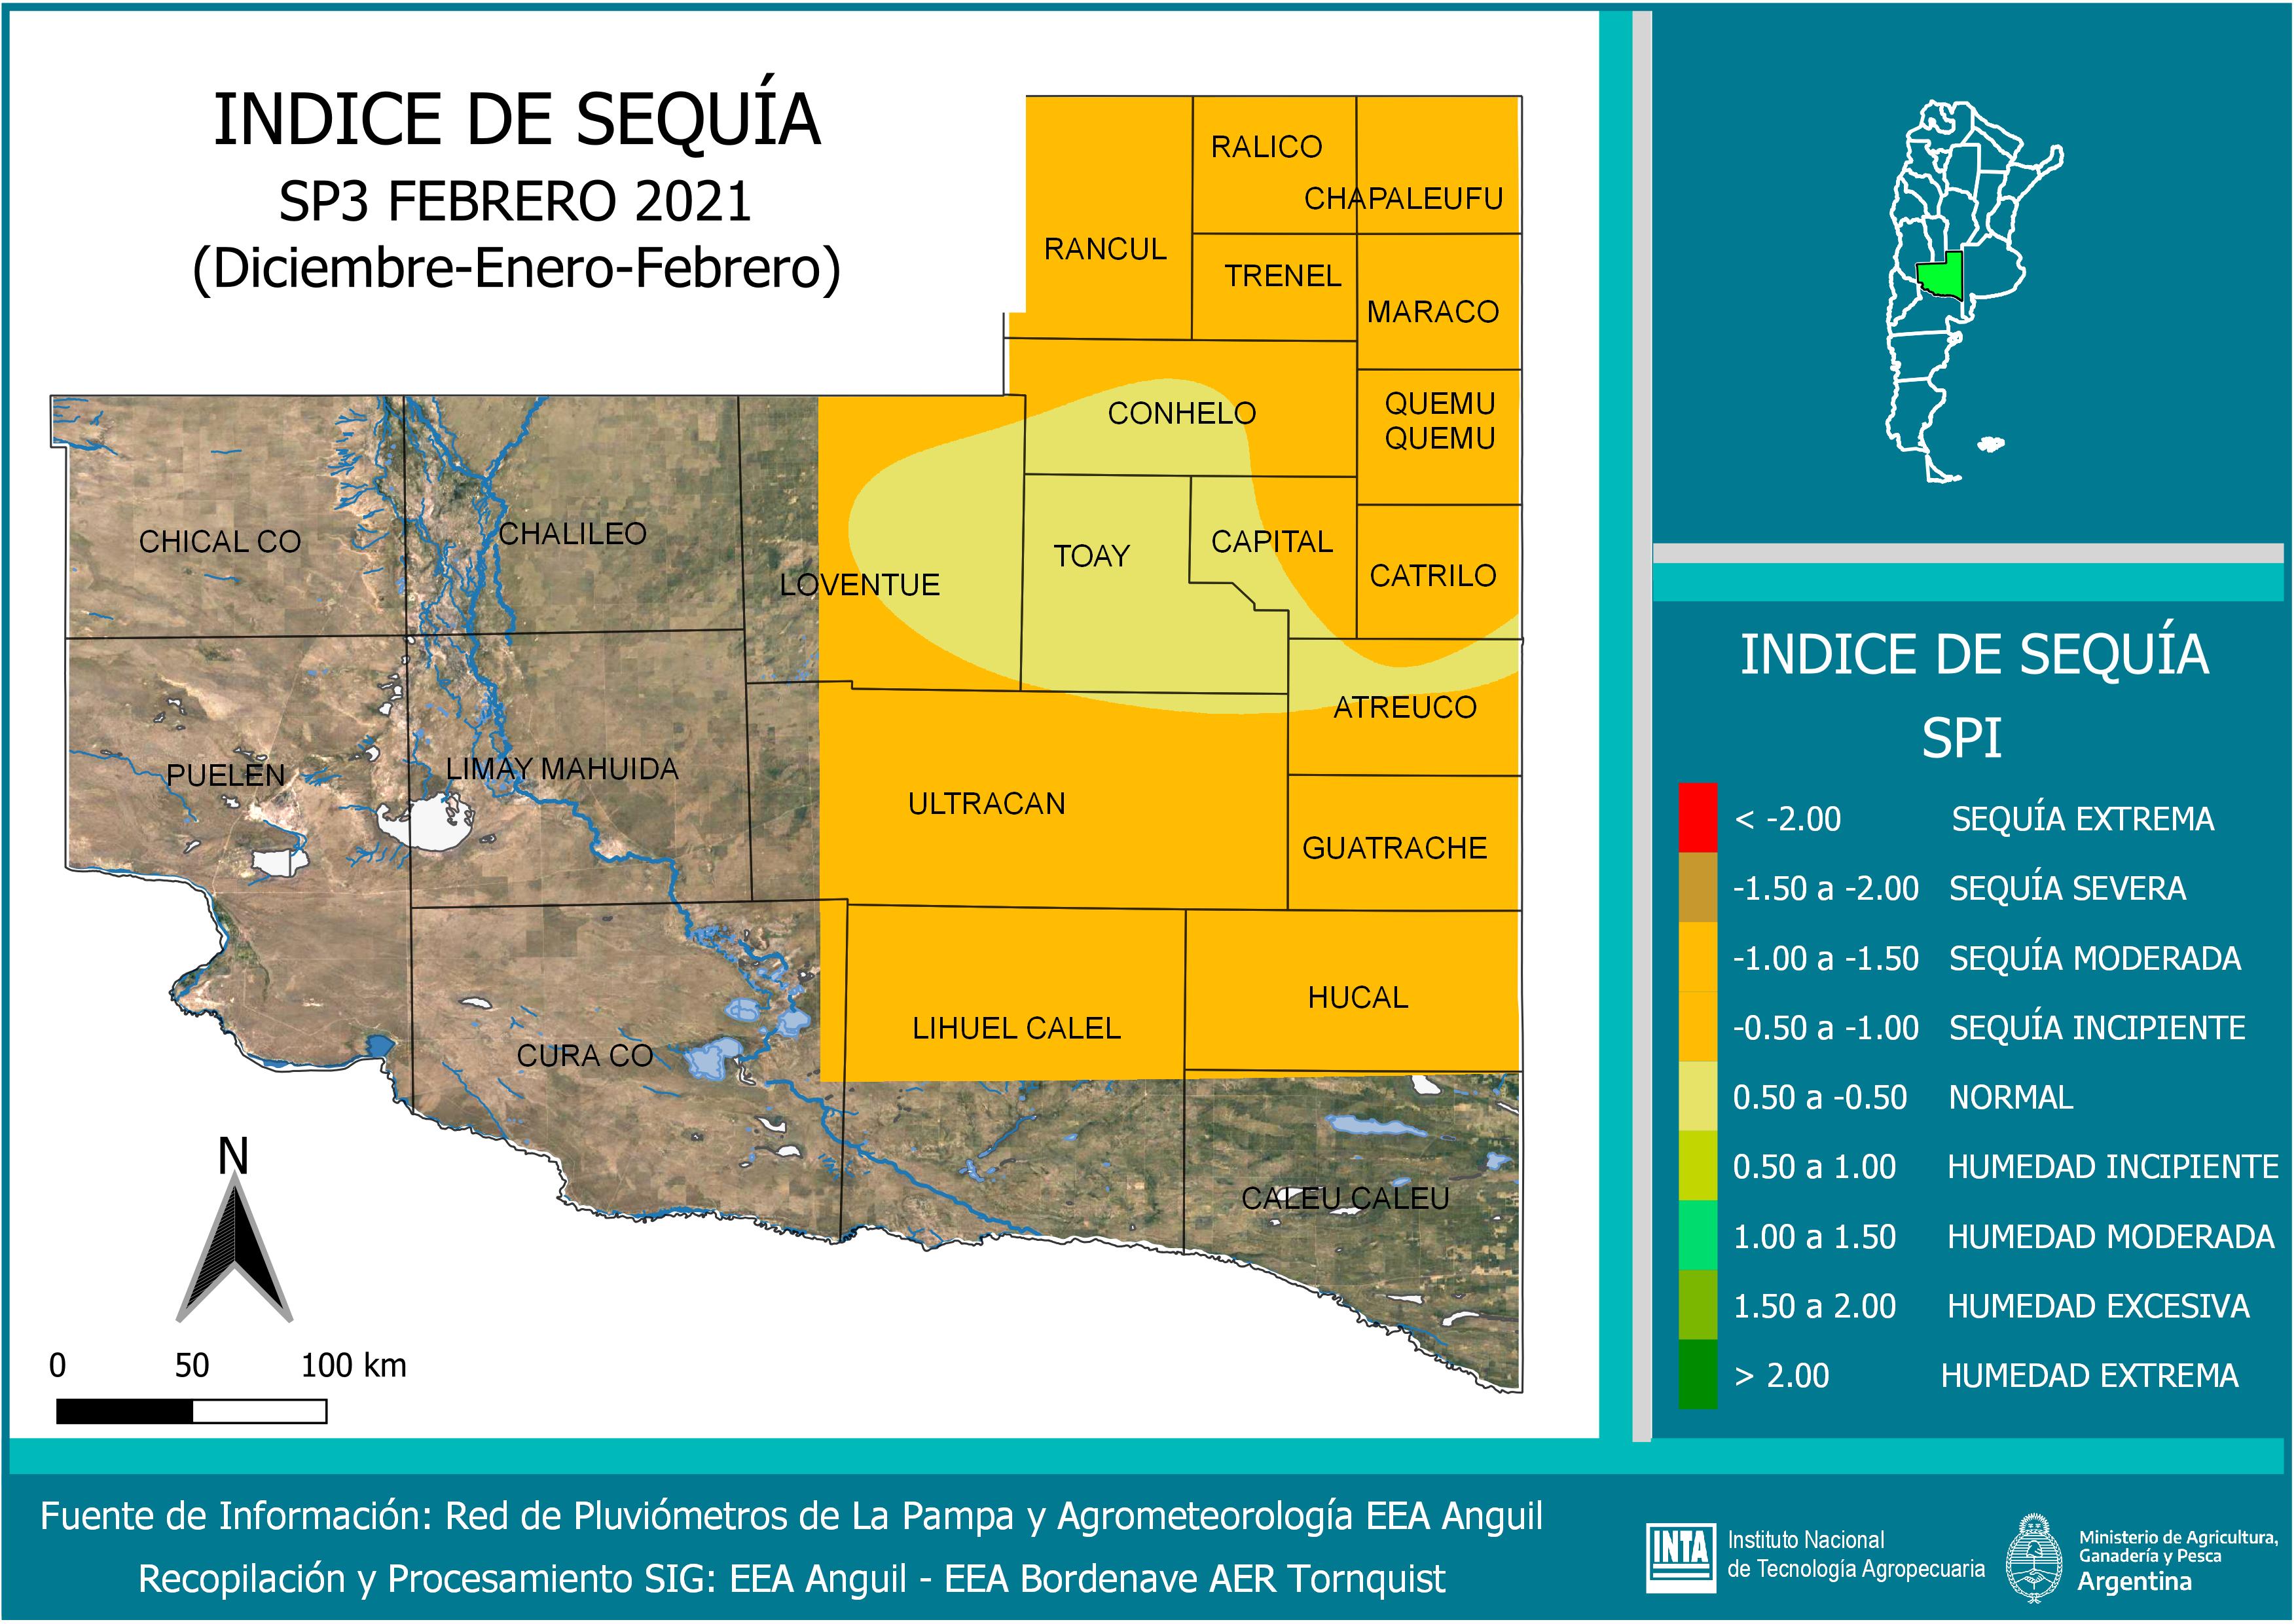 INDICE DE SEQUÍA
SP3 FEBRERO 2021
(Diciembre-Enero-Febrero)
RALICO
CHAPALEUFU
RANCUL
TRENEL
MARACO
CONHELO
QUEMU
QUEMU
CHICAL CO
CHALILEO
LOVENTUE
TOAY
CAPITAL
CATRILO
PUELEN
LIMAY MAHUIDA
ULTRACAN
ATREUCO
GUATRACHE
CURA CO
LIHUEL CALEL
HUCAL
CALEU CALEU
N
0 50 100 km
INDICE DE SEQUÍA
SPI
< -2.00 SEQUÍA EXTREMA
-1.50 a -2.00 SEQUÍA SEVERA
-1.00 a -1.50 SEQUÍA MODERADA
-0.50 a -1.00 SEQUÍA INCIPIENTE
0.50 a -0.50 NORMAL
0.50 a 1.00 HUMEDAD INCIPIENTE
1.00 a 1.50 HUMEDAD MODERADA
1.50 a 2.00 HUMEDAD EXCESIVA
> 2.00 HUMEDAD EXTREMA
Fuente de Información: Red de Pluviómetros de La Pampa y Agrometeorología EEA Anguil
Recopilación y Procesamiento SIG: EEA Anguil - EEA Bordenave AER Tornquist
INTA
Instituto Nacional
de Tecnología Agropecuaria
Ministerio de Agricultura,
Ganadería y Pesca
Argentina